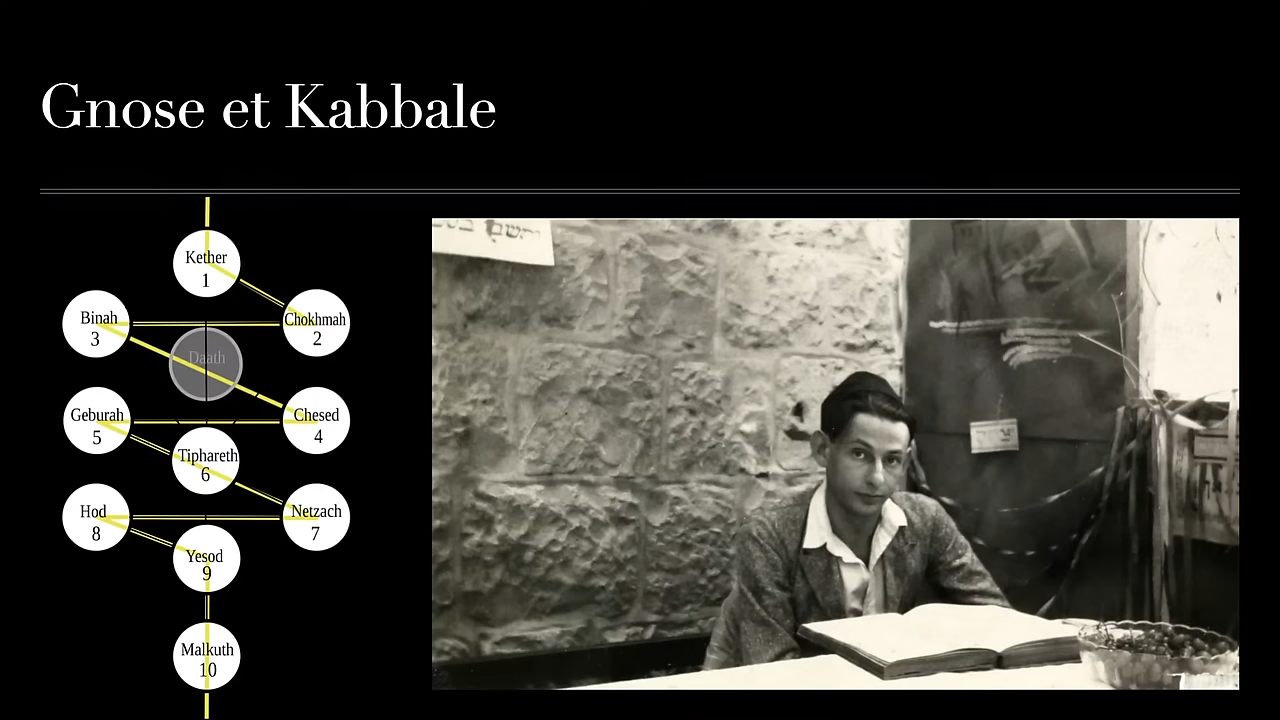 Gnose et Kabbale
Kether
1
Binah
3
Chokhmah
2
Daath
Geburah
5
Chesed
4
Tiphareth
6
Hod
8
Netzach
7
Yesod
9
Malkuth
10